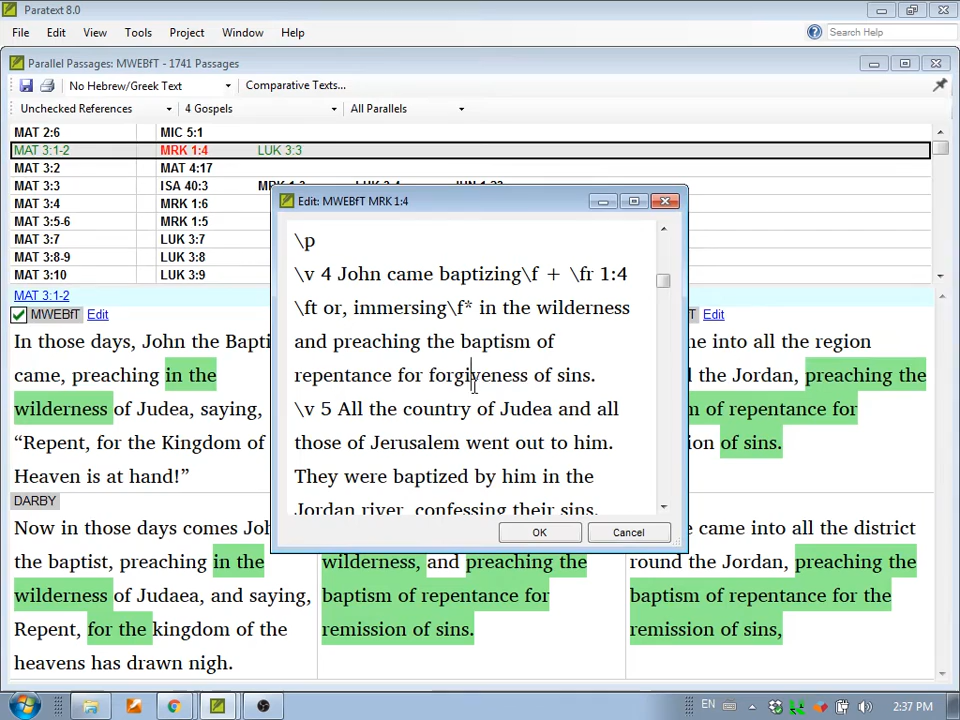 Paratext 8.0
File Edit View Tools Project Window Help
Search Help
Parallel Passages: MWEBfT - 1741 Passages
No Hebrew/Greek Text Comparative Texts...
Unchecked References 4 Gospels All Parallels
MAT 2:6 MIC 5:1
MAT 3:1-2 MRK 1:4 LUK 3:3
MAT 3:2 MAT 4:17
MAT 3:3 ISA 40:3
MAT 3:4 MRK 1:6
MAT 3:5-6 MRK 1:5
MAT 3:7 LUK 3:7
MAT 3:8-9 LUK 3:8
MAT 3:10 LUK 3:9
MAT 3:1-2
MWEBfT Edit
In those days, John the Bapti
came, preaching in the
wilderness of Judea, saying,
“Repent, for the Kingdom of
Heaven is at hand!”
DARBY
Now in those days comes Joh
the baptist, preaching in the
wilderness of Judaea, and saying,
Repent, for the kingdom of the
heavens has drawn nigh.
Edit: MWEBfT MRK 1:4
\p
\v 4 John came baptizing\f + \fr 1:4
\ft or, immersing\f* in the wilderness
and preaching the baptism of
repentance for forgiveness of sins.
\v 5 All the country of Judea and all
those of Jerusalem went out to him.
They were baptized by him in the
Jordan river, confessing their sins.
OK Cancel
wilderness, and preaching the
baptism of repentance for
remission of sins.
Edit
me into all the region
the Jordan, preaching the
m of repentance for
ion of sins.
e came into all the district
round the Jordan, preaching the
baptism of repentance for the
remission of sins,
EN 2:37 PM